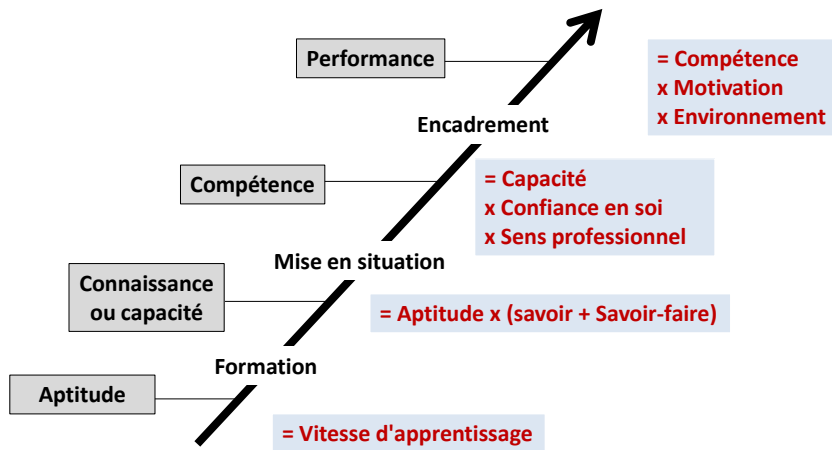 Performance
= Compétence
x Motivation
x Environnement
Encadrement
Compétence
= Capacité
x Confiance en soi
x Sens professionnel
Mise en situation
Connaissance
ou capacité
= Aptitude x (savoir + Savoir-faire)
Formation
Aptitude
= Vitesse d'apprentissage